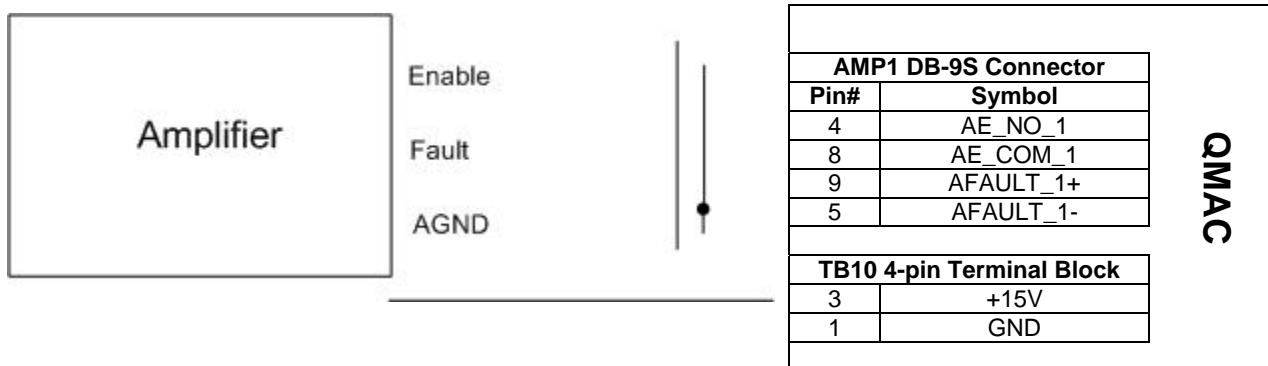 Amplifier
Enable
Fault
AGND
AMP1 DB-9S Connector
Pin# Symbol
4 AE_NO_1
8 AE_COM_1
9 AFAULT_1+
5 AFAULT_1-
TB10 4-pin Terminal Block
3 +15V
1 GND
QMAC